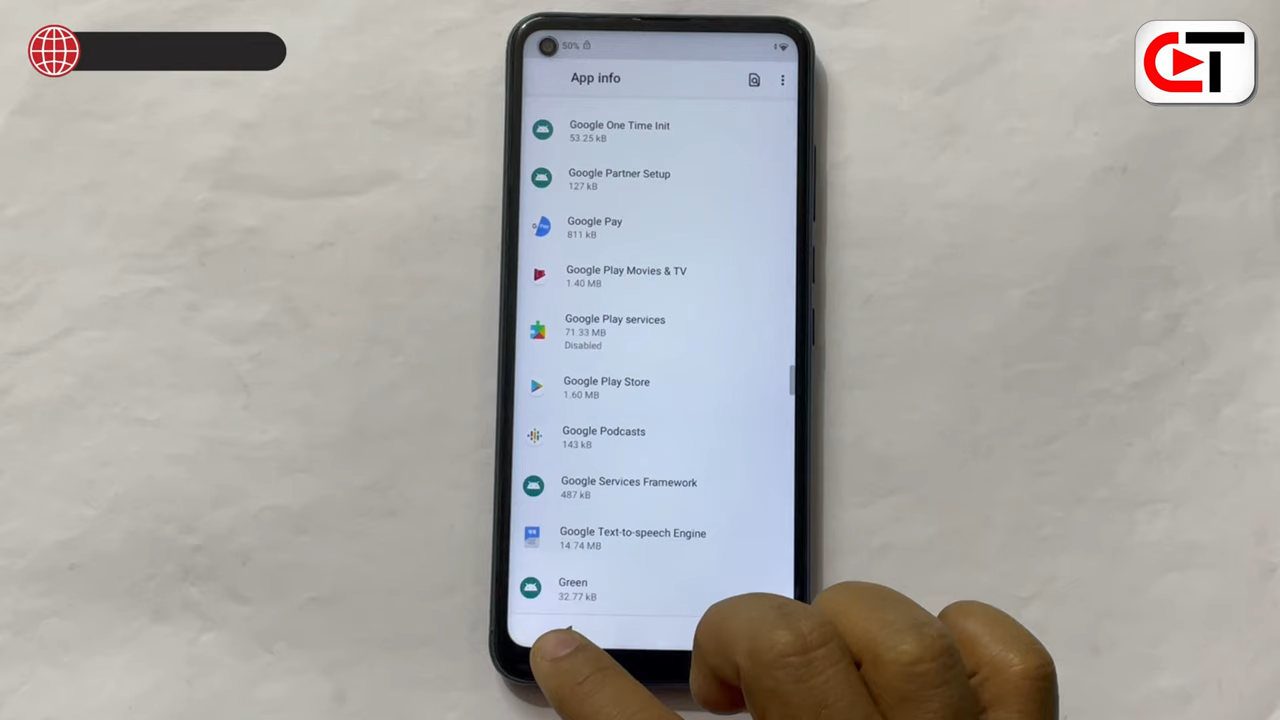 50%
App info
Google One Time Init
53.25 kB
Google Partner Setup
127 kB
Google Pay
811 kB
Google Play Movies & TV
1.40 MB
Google Play services
71.33 MB
Disabled
Google Play Store
1.60 MB
Google Podcasts
143 kB
Google Services Framework
487 kB
Google Text-to-speech Engine
14.74 MB
Green
32.77 kB
CT